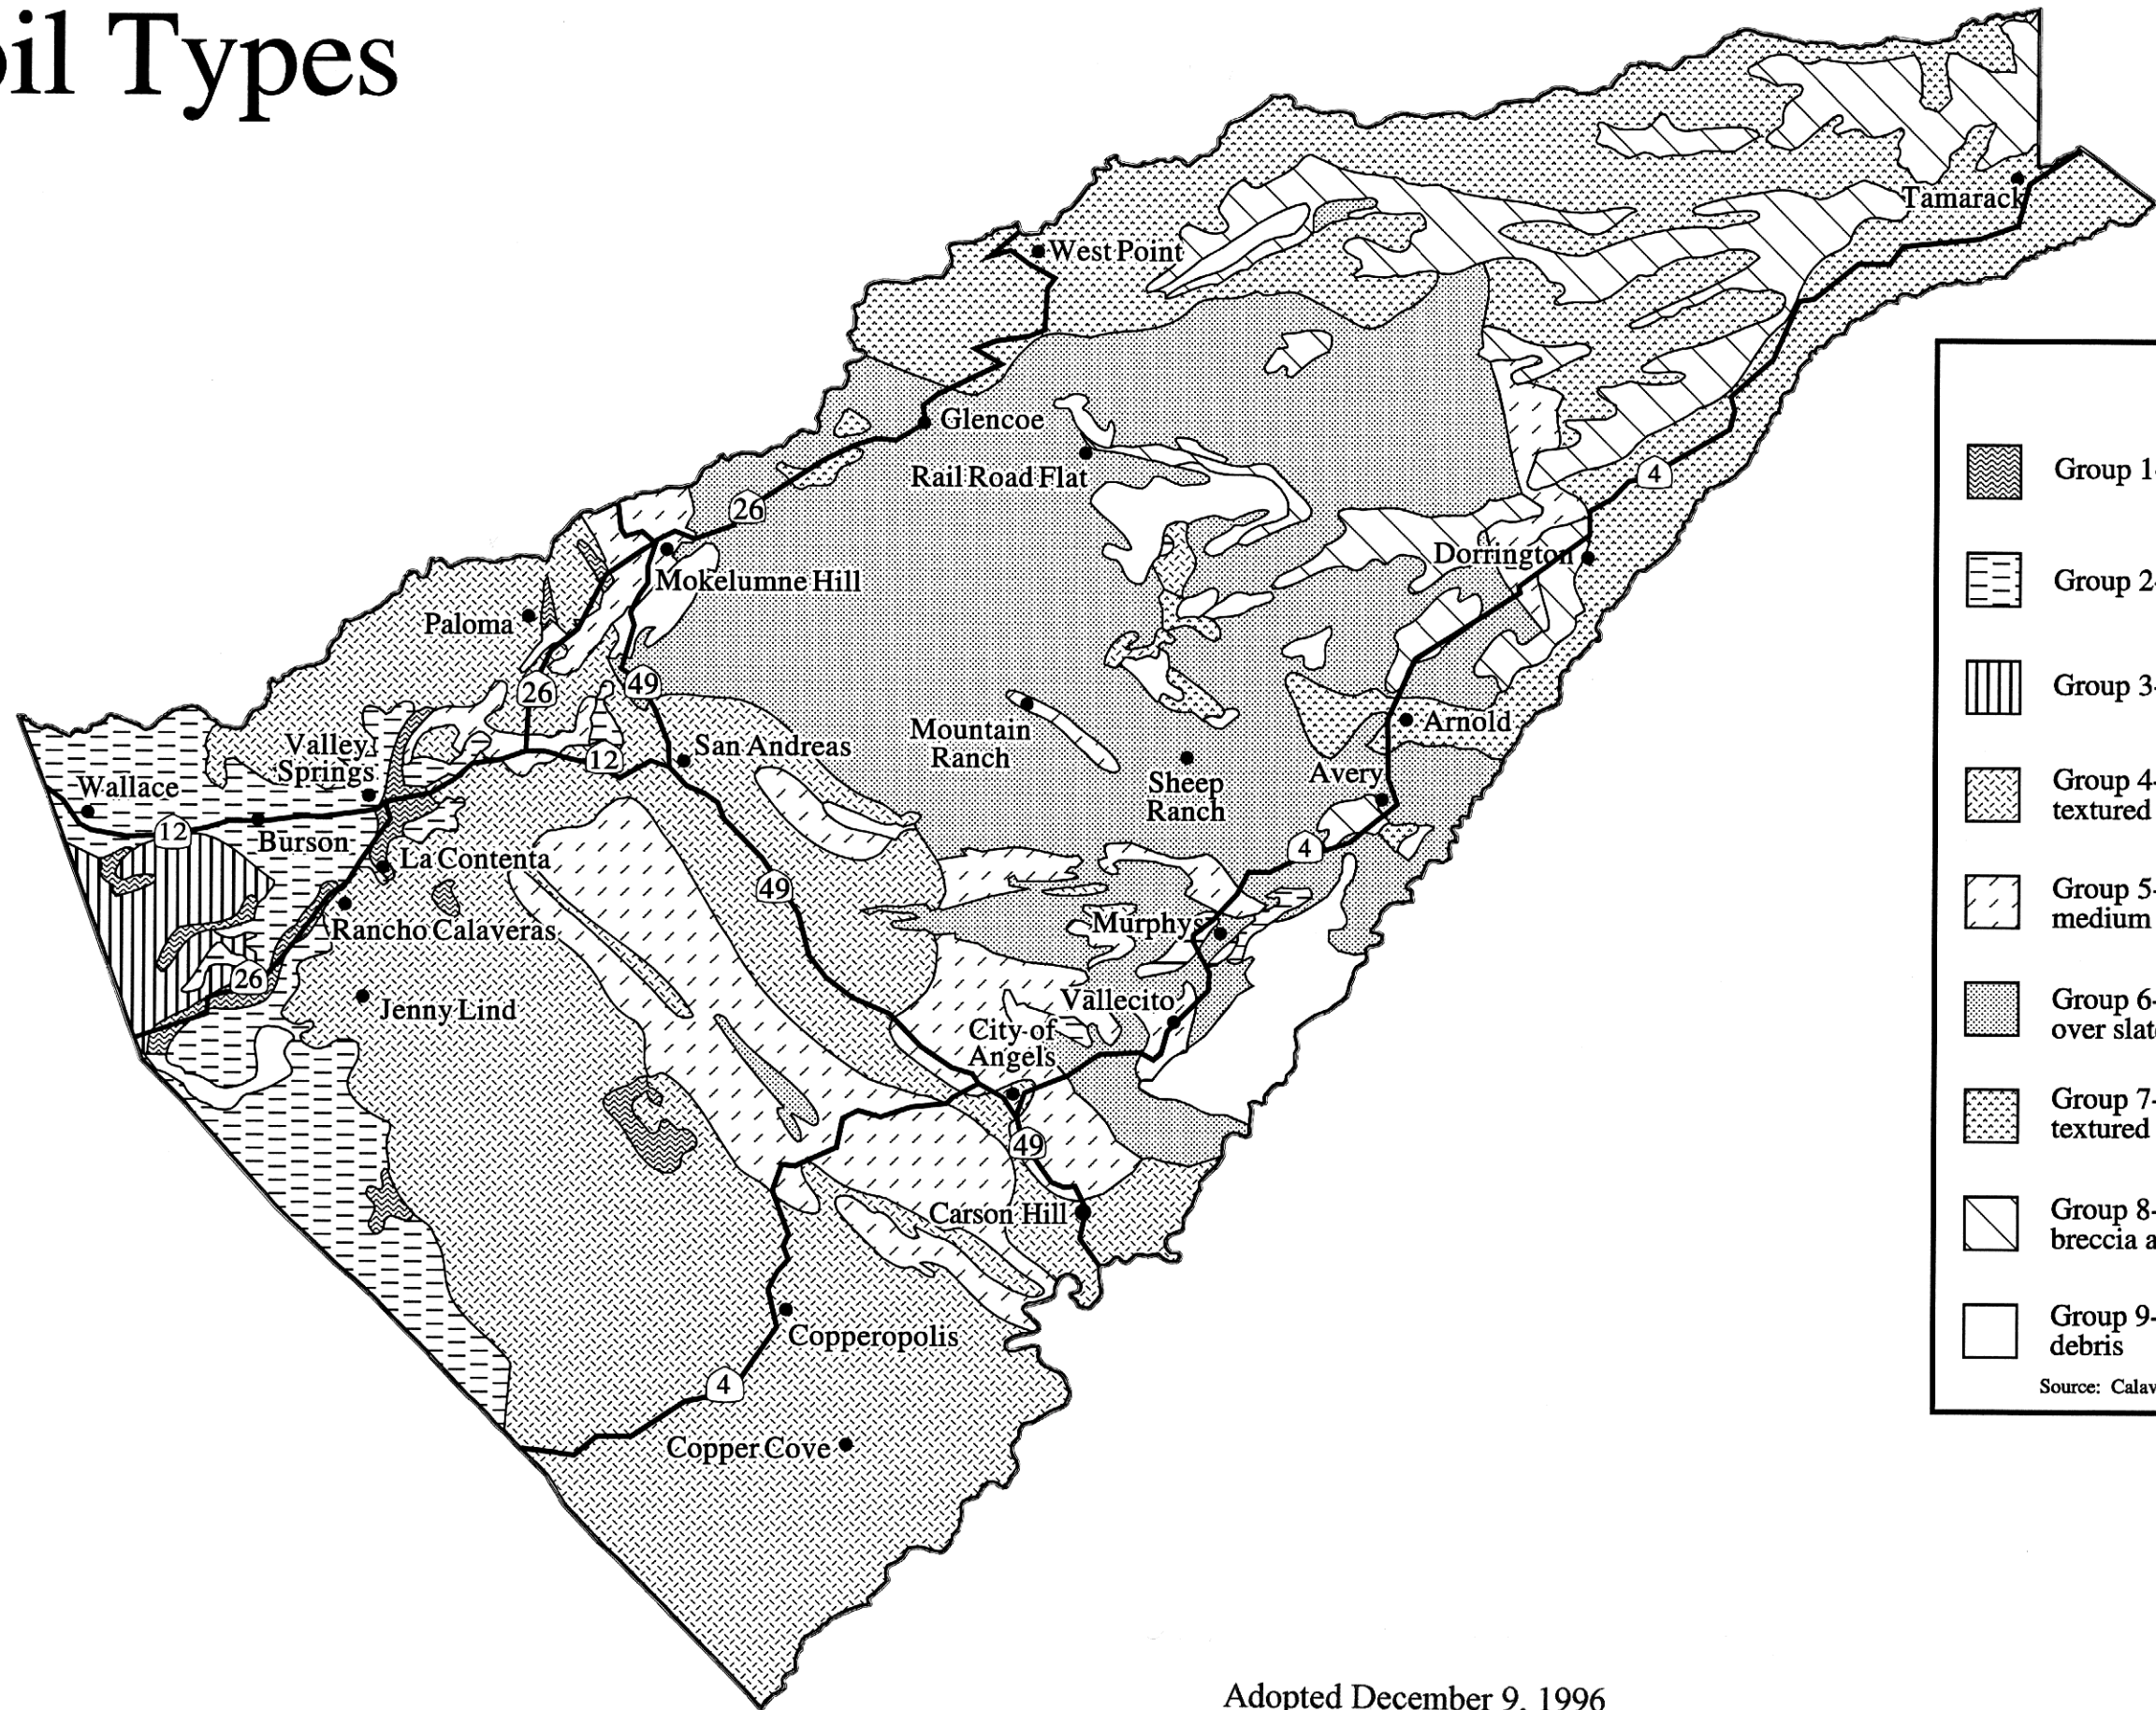 oil Types
Tamarack
West Point
Glencoe
Rail Road Flat
4
26
Dorrington
Mokelumne Hill
Paloma
26
49
Arnold
Mountain
Ranch
San Andreas
Valley
Springs
12
Sheep
Ranch
Avery
Wallace
12
Burson
4
La Contenta
49
Rancho Calaveras
Murphys
26
Jenny Lind
Vallecito
City of
Angels
49
Carson Hill
Copperopolis
4
Copper Cove
Group 1
Group 2
Group 3-
Group 4-
textured
Group 5-
medium
Group 6-
over slat
Group 7-
textured
Group 8-
breccia a
Group 9-
debris
Source: Calav
Adopted December 9, 1996